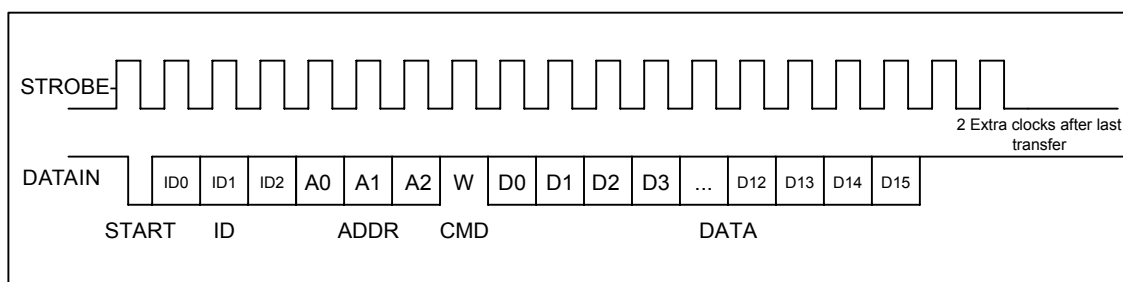 STROBE-
2 Extra clocks after last
transfer
DATAIN ID0 ID1 ID2 A0 A1 A2 W D0 D1 D2 D3 ... D12 D13 D14 D15
START ID ADDR CMD DATA